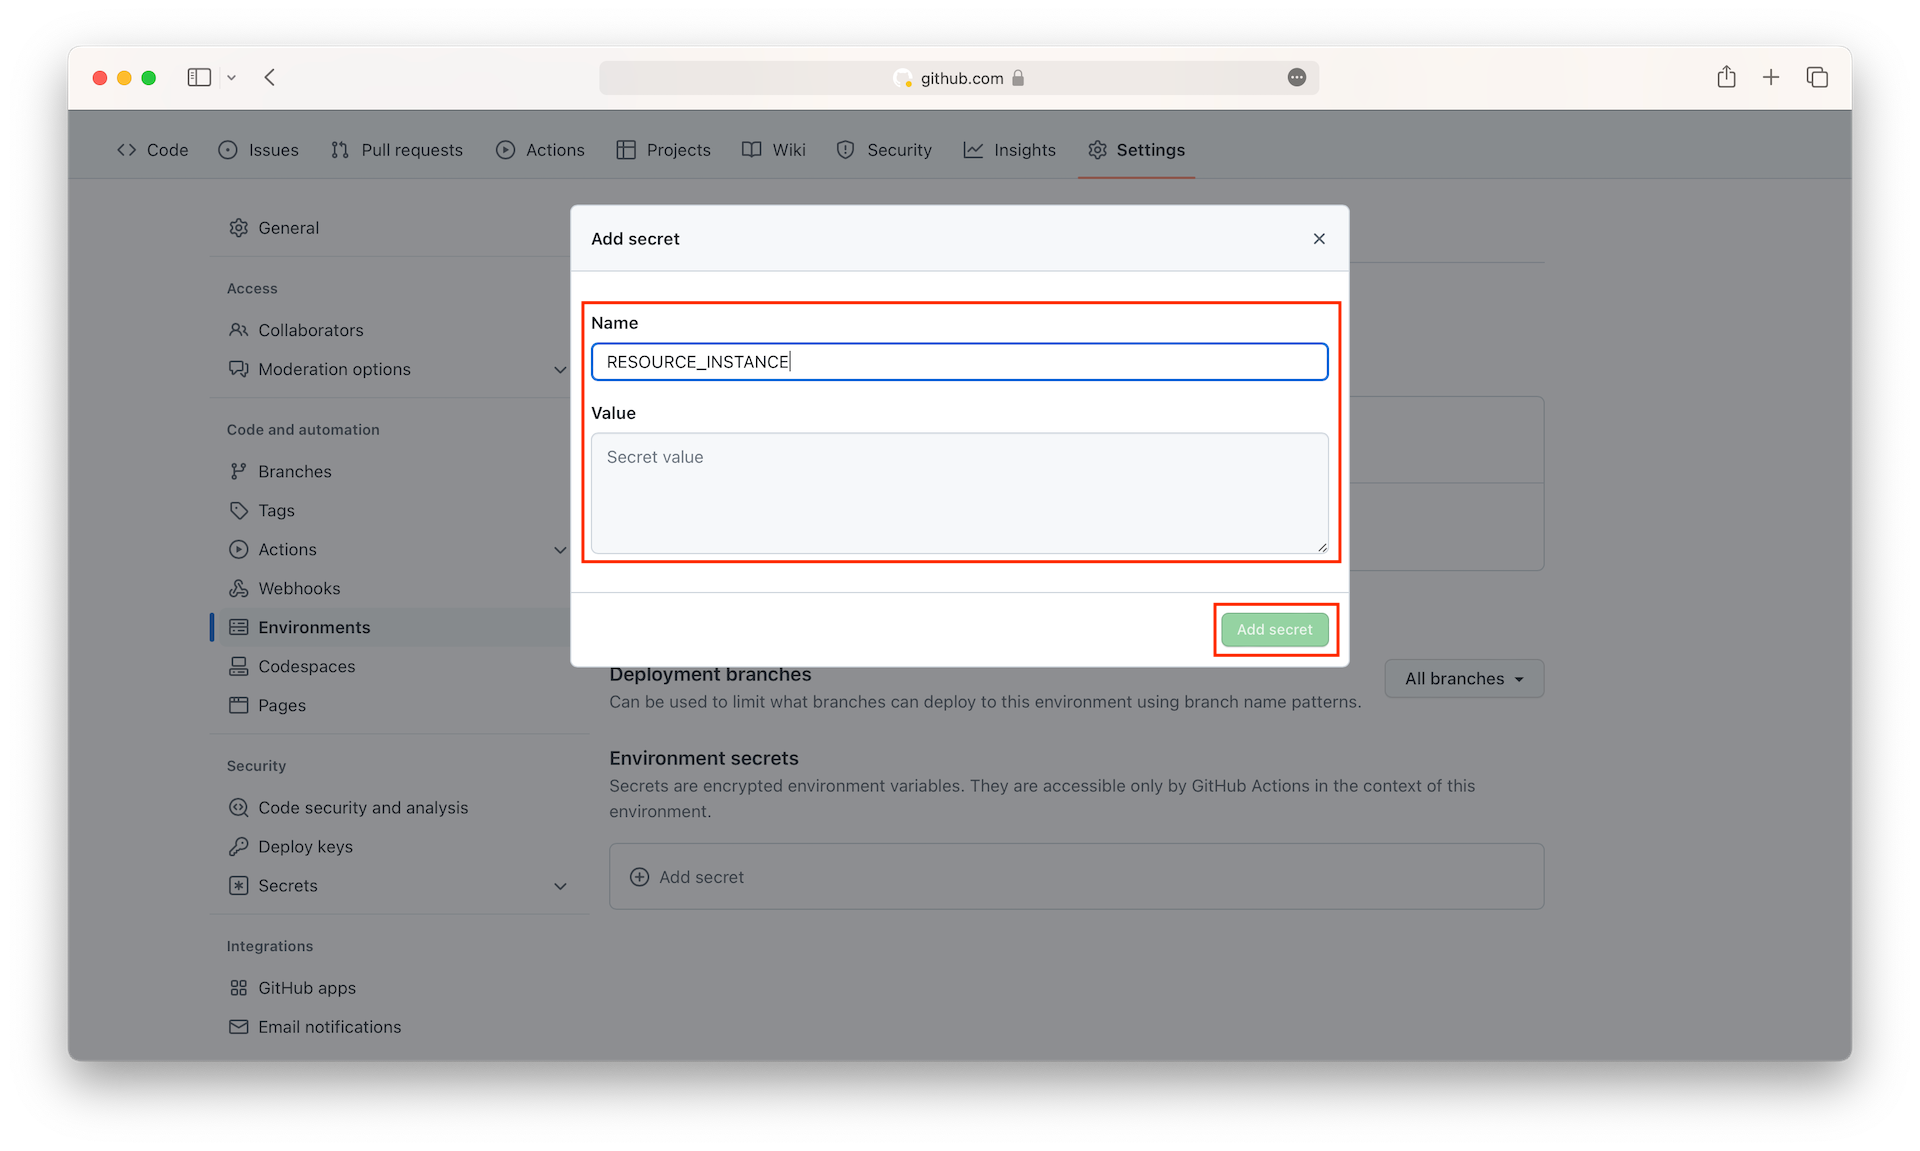 github.com
Code Issues Pull requests Actions Projects Wiki Security Insights Settings
General
Access
Collaborators
Moderation options
Code and automation
Branches
Tags
Actions
Webhooks
Environments
Codespaces
Pages
Security
Code security and analysis
Deploy keys
Secrets
Integrations
GitHub apps
Email notifications
Add secret
Name
RESOURCE_INSTANCE
Value
Secret value
Add secret
Deployment branches
Can be used to limit what branches can deploy to this environment using branch name patterns.
All branches
Environment secrets
Secrets are encrypted environment variables. They are accessible only by GitHub Actions in the context of this
environment.
Add secret